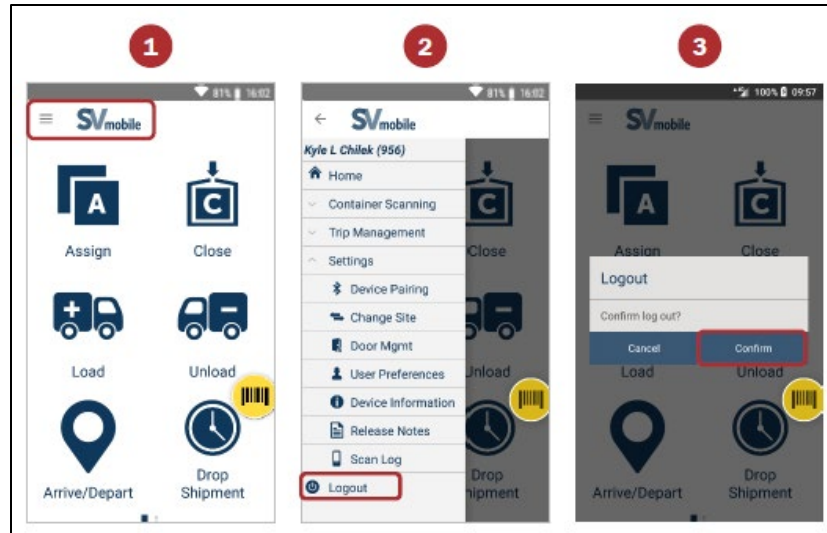 1
2
3
81% 16:02
SVmobile
A
C
Assign
Close
Load
Unload
Arrive/Depart
Drop
Shipment
81% 16:02
SVmobile
Kyle L Chilek (956)
Home
Container Scanning
Trip Management
Settings
Device Pairing
Change Site
Door Mgmt
User Preferences
Device Information
Release Notes
Scan Log
Logout
C
Close
Unload
Drop
Shipment
100% 09:57
SVmobile
A
C
Assign
Close
Logout
Confirm log out?
Cancel
Confirm
Load
Unload
Arrive/Depart
Drop
Shipment